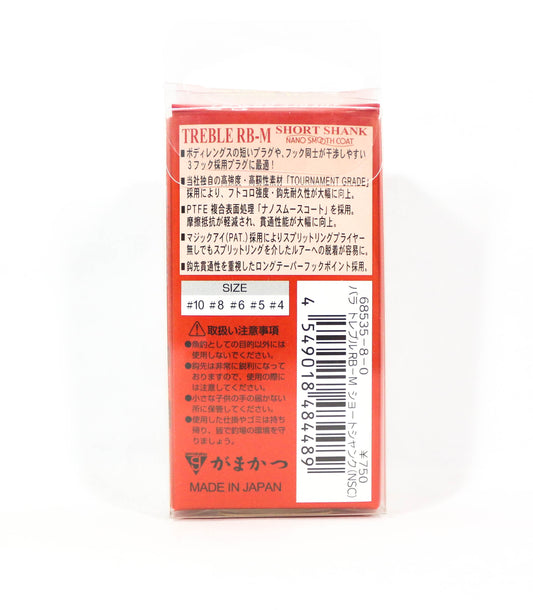 TREBLE RB-M SHORT SHANK
NANO SMOOTH COAT
■ボディレングスの短いプラグや、フック同士が干渉しやすい
3フック採用プラグに最適!
■当社独自の高強度・高靭性素材「TOURNAMENT GRADE」
採用により、フトコロ強度・鈎先耐久性が大幅に向上。
■PTFE 複合表面処理「ナノスムースコート」を採用。
摩擦抵抗が軽減され、貫通性能が大幅に向上。
■マジックアイ(PAT.)採用によりスプリットリングプライヤー
無しでもスプリットリングを介したルアーへの脱着が容易に。
■鈎先貫通性を重視したロングテーパーフックポイント採用。
SIZE
#10 #8 #6 #5 #4
取扱い注意事項
●魚釣としての目的以外には
使用しないでください。
●鈎先は非常に鋭利になって
おりますので、使用の際に
は注意してください。
●小さな子供の手の届かない
所に保管してください。
●使用した仕掛やゴミは持ち
帰り、皆で釣場の環境を守
りましょう。
がまかつ
MADE IN JAPAN
68535-8-0
バラ トレブルRB-M ショートシャンク(NSC)
¥750
4 549018 484489